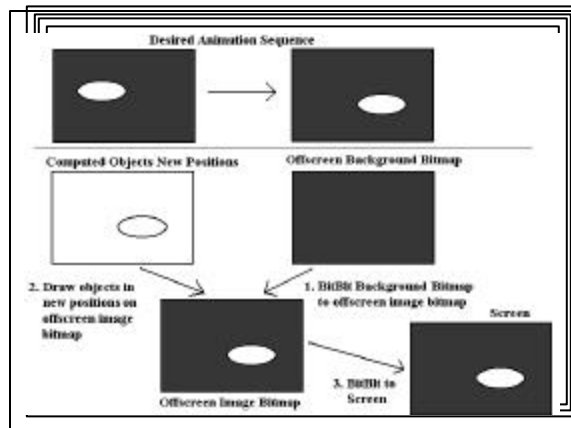 Desired Animation Sequence
Computed Objects New Positions
Offscreen Background Bitmap
2. Draw objects in
new positions on
offscreen image
bitmap
1. BitBlt Background Bitmap
to offscreen image bitmap
Screen
3. BitBlt to
Screen
Offscreen Image Bitmap